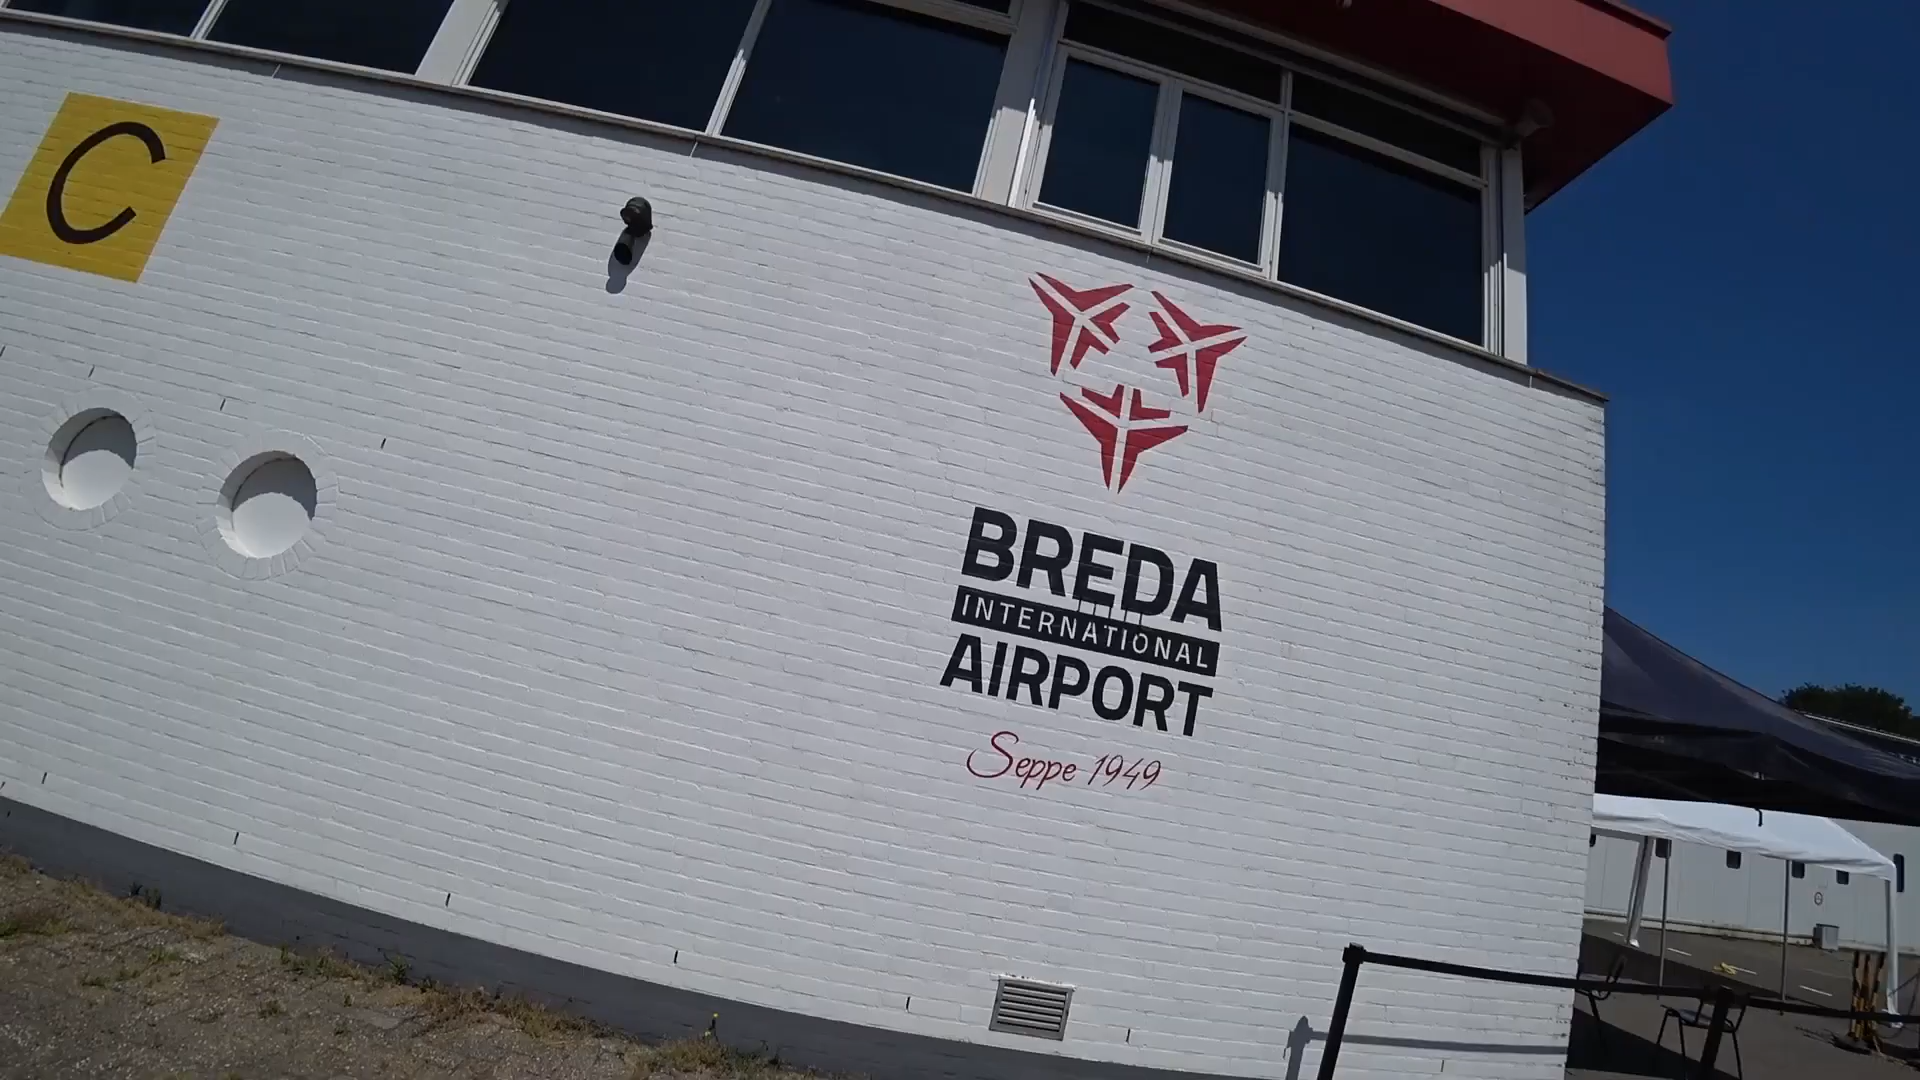 C
BREDA
INTERNATIONAL
AIRPORT
Seppe 1949